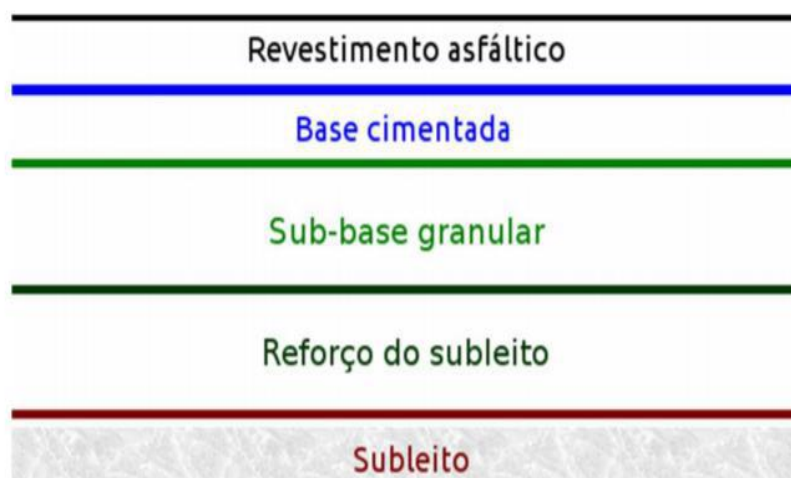 Revestimento asfáltico
Base cimentada
Sub-base granular
Reforço do subleito
Subleito